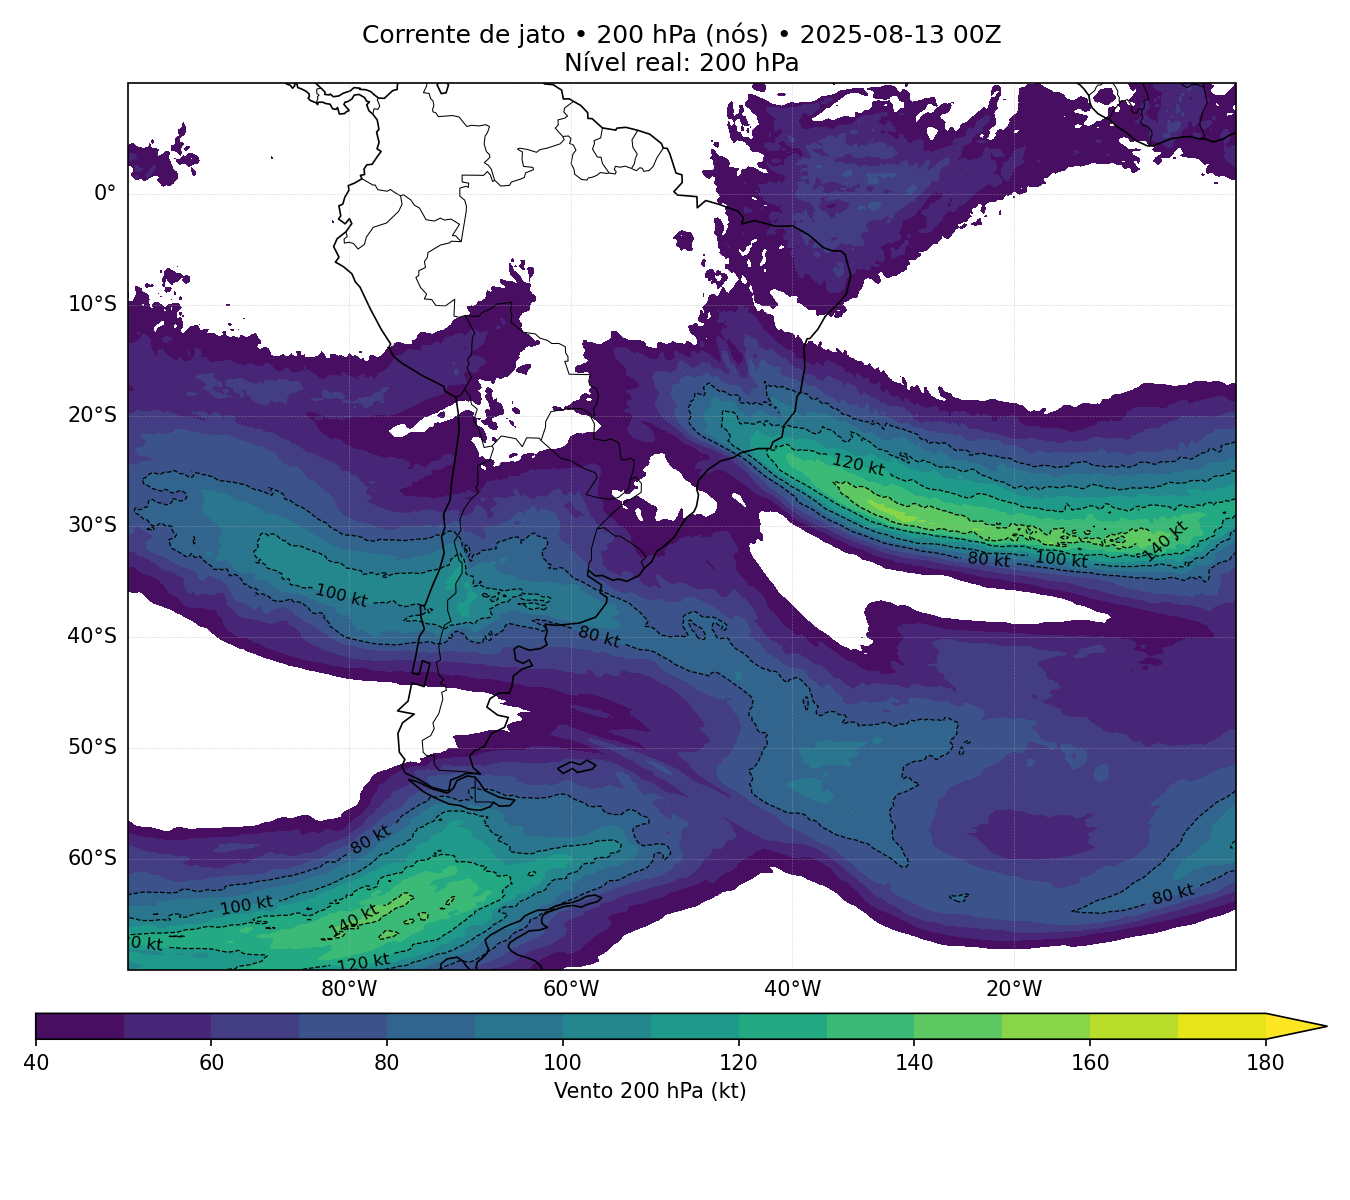 Corrente de jato • 200 hPa (nós) • 2025-08-13 00Z
Nível real: 200 hPa
0°
10°S
20°S
30°S
40°S
50°S
60°S
120 kt
140 kt
80 kt
100 kt
100 kt
80 kt
80 kt
100 kt
140 kt
0 kt
120 kt
80 kt
80°W
60°W
40°W
20°W
40
60
80
100
120
140
160
180
Vento 200 hPa (kt)